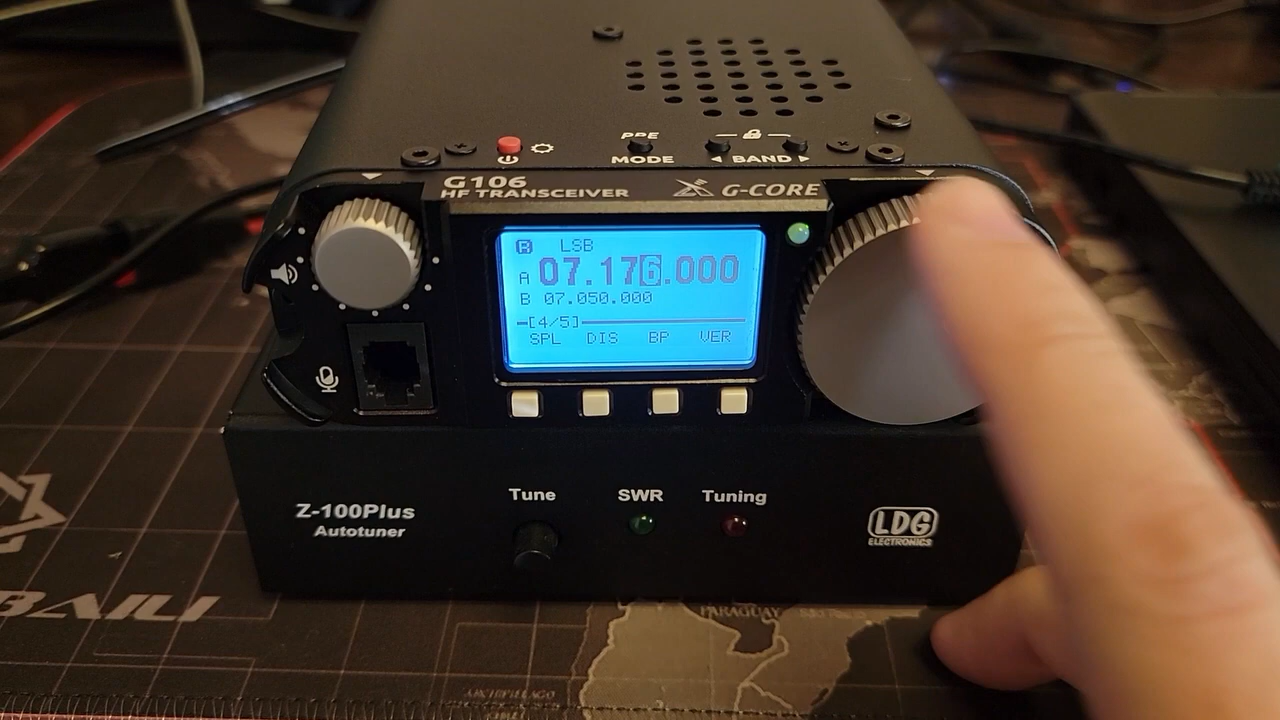 PRE
MODE
◄ BAND ►
G106
HF TRANSCEIVER
G-CORE
R LSB
A 07.176.000
B 07.050.000
[4/5]
SPL DIS BP VER
Tune SWR Tuning
Z-100Plus
Autotuner
LDG
ELECTRONICS
PARAGUAY
ARCHIPELAGO